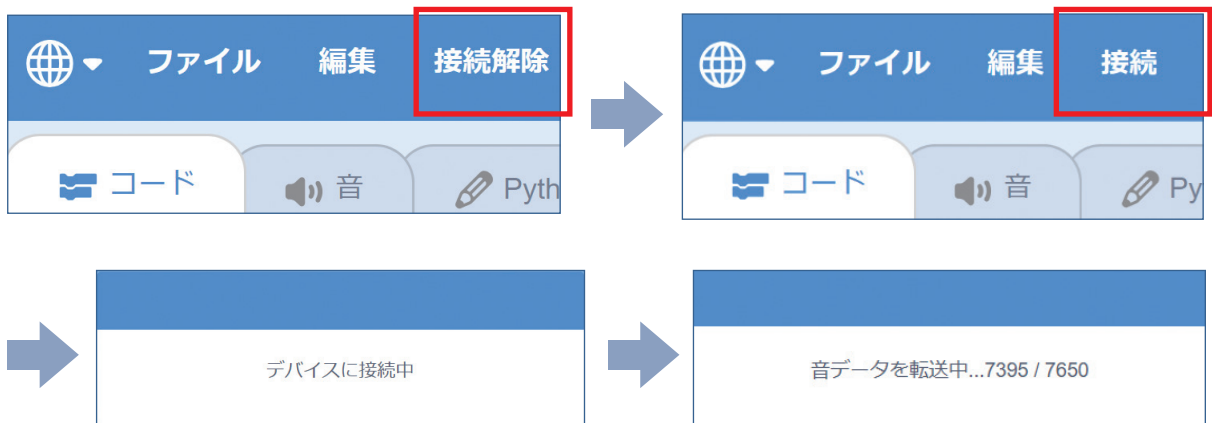 ファイル 編集 接続解除
コード 音 Pyth
ファイル 編集 接続
コード 音 Py
デバイスに接続中
音データを転送中...7395 / 7650